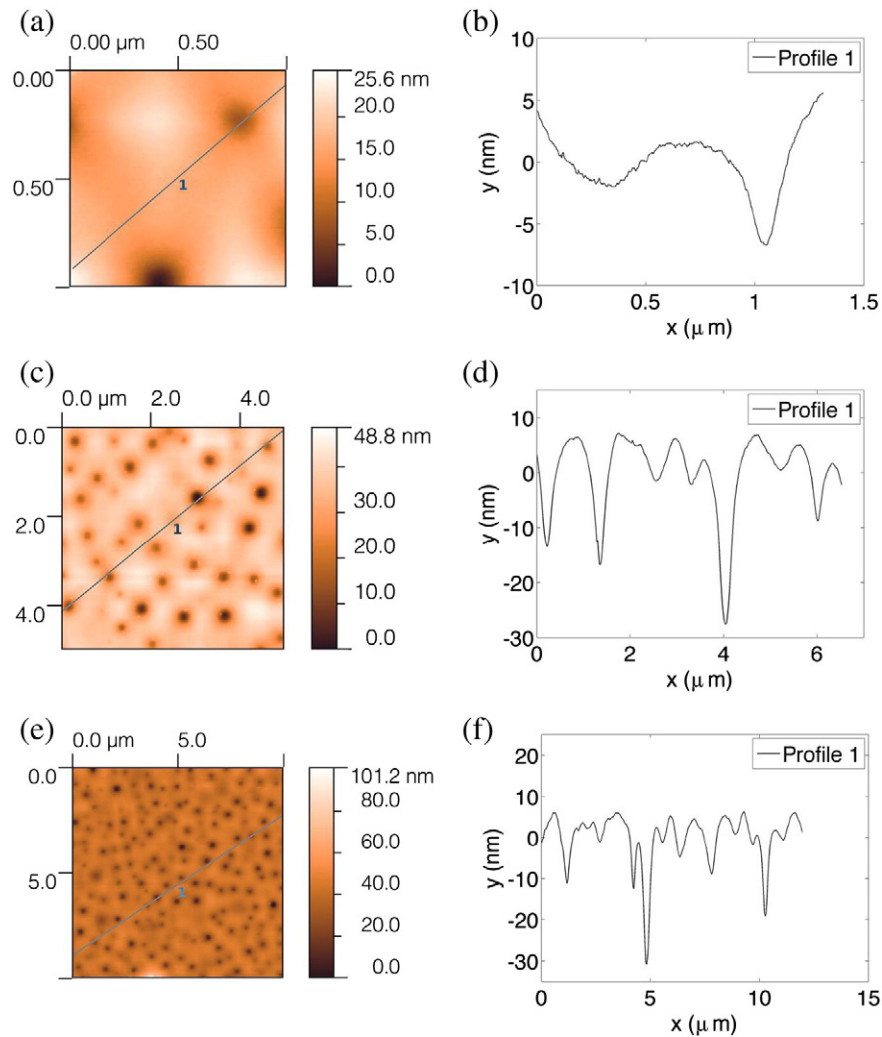 (a)
0.00 µm 0.50
0.00
0.50
1
25.6 nm
20.0
15.0
10.0
5.0
0.0
(b)
10
5
0
-5
-10
y (nm)
Profile 1
0 0.5 1 1.5
x (μ m)
(c)
0.0 µm 2.0 4.0
0.0
2.0
4.0
1
48.8 nm
30.0
20.0
10.0
0.0
(d)
15
10
0
-10
-20
-30
y (nm)
Profile 1
0 2 4 6
x (μ m)
(e)
0.0 µm 5.0
0.0
5.0
1
101.2 nm
80.0
60.0
40.0
20.0
0.0
(f)
20
10
0
-10
-20
-30
y (nm)
Profile 1
0 5 10 15
x (μ m)